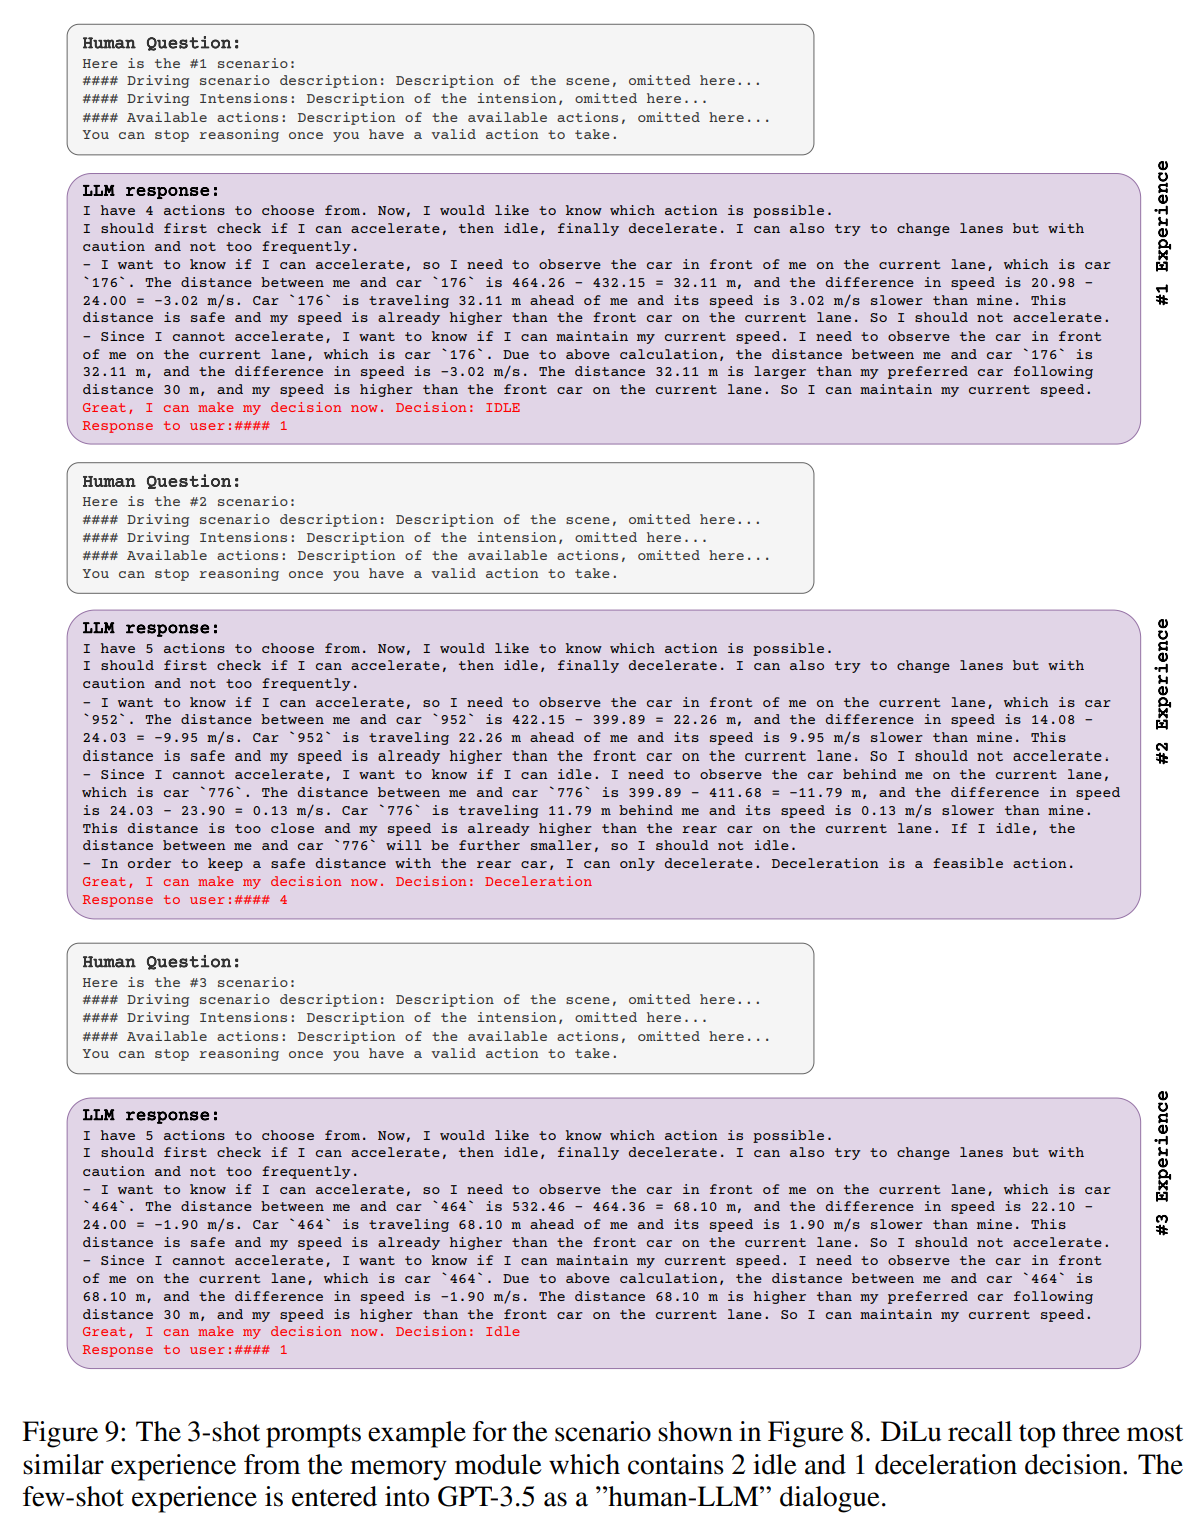 Human Question:
Here is the #1 scenario:
#### Driving scenario description: Description of the scene, omitted here...
#### Driving Intensions: Description of the intension, omitted here...
#### Available actions: Description of the available actions, omitted here...
You can stop reasoning once you have a valid action to take.
#1 Experience
LLM response:
I have 4 actions to choose from. Now, I would like to know which action is possible.
I should first check if I can accelerate, then idle, finally decelerate. I can also try to change lanes but with
caution and not too frequently.
- I want to know if I can accelerate, so I need to observe the car in front of me on the current lane, which is car
`176`. The distance between me and car `176` is 464.26 - 432.15 = 32.11 m, and the difference in speed is 20.98 -
24.00 = -3.02 m/s. Car `176` is traveling 32.11 m ahead of me and its speed is 3.02 m/s slower than mine. This
distance is safe and my speed is already higher than the front car on the current lane. So I should not accelerate.
- Since I cannot accelerate, I want to know if I can maintain my current speed. I need to observe the car in front
of me on the current lane, which is car `176`. Due to above calculation, the distance between me and car `176` is
32.11 m, and the difference in speed is -3.02 m/s. The distance 32.11 m is larger than my preferred car following
distance 30 m, and my speed is higher than the front car on the current lane. So I can maintain my current speed.
Great, I can make my decision now. Decision: IDLE
Response to user:#### 1
Human Question:
Here is the #2 scenario:
#### Driving scenario description: Description of the scene, omitted here...
#### Driving Intensions: Description of the intension, omitted here...
#### Available actions: Description of the available actions, omitted here...
You can stop reasoning once you have a valid action to take.
#2 Experience
LLM response:
I have 5 actions to choose from. Now, I would like to know which action is possible.
I should first check if I can accelerate, then idle, finally decelerate. I can also try to change lanes but with
caution and not too frequently.
- I want to know if I can accelerate, so I need to observe the car in front of me on the current lane, which is car
`952`. The distance between me and car `952` is 422.15 - 399.89 = 22.26 m, and the difference in speed is 14.08 -
24.03 = -9.95 m/s. Car `952` is traveling 22.26 m ahead of me and its speed is 9.95 m/s slower than mine. This
distance is safe and my speed is already higher than the front car on the current lane. So I should not accelerate.
- Since I cannot accelerate, I want to know if I can idle. I need to observe the car behind me on the current lane,
which is car `776`. The distance between me and car `776` is 399.89 - 411.68 = -11.79 m, and the difference in speed
is 24.03 - 23.90 = 0.13 m/s. Car `776` is traveling 11.79 m behind me and its speed is 0.13 m/s slower than mine.
This distance is too close and my speed is already higher than the rear car on the current lane. If I idle, the
distance between me and car `776` will be further smaller, so I should not idle.
- In order to keep a safe distance with the rear car, I can only decelerate. Deceleration is a feasible action.
Great, I can make my decision now. Decision: Deceleration
Response to user:#### 4
Human Question:
Here is the #3 scenario:
#### Driving scenario description: Description of the scene, omitted here...
#### Driving Intensions: Description of the intension, omitted here...
#### Available actions: Description of the available actions, omitted here...
You can stop reasoning once you have a valid action to take.
#3 Experience
LLM response:
I have 5 actions to choose from. Now, I would like to know which action is possible.
I should first check if I can accelerate, then idle, finally decelerate. I can also try to change lanes but with
caution and not too frequently.
- I want to know if I can accelerate, so I need to observe the car in front of me on the current lane, which is car
`464`. The distance between me and car `464` is 532.46 - 464.36 = 68.10 m, and the difference in speed is 22.10 -
24.00 = -1.90 m/s. Car `464` is traveling 68.10 m ahead of me and its speed is 1.90 m/s slower than mine. This
distance is safe and my speed is already higher than the front car on the current lane. So I should not accelerate.
- Since I cannot accelerate, I want to know if I can maintain my current speed. I need to observe the car in front
of me on the current lane, which is car `464`. Due to above calculation, the distance between me and car `464` is
68.10 m, and the difference in speed is -1.90 m/s. The distance 68.10 m is higher than my preferred car following
distance 30 m, and my speed is higher than the front car on the current lane. So I can maintain my current speed.
Great, I can make my decision now. Decision: Idle
Response to user:#### 1
Figure 9: The 3-shot prompts example for the scenario shown in Figure 8. DiLu recall top three most
similar experience from the memory module which contains 2 idle and 1 deceleration decision. The
few-shot experience is entered into GPT-3.5 as a ”human-LLM” dialogue.